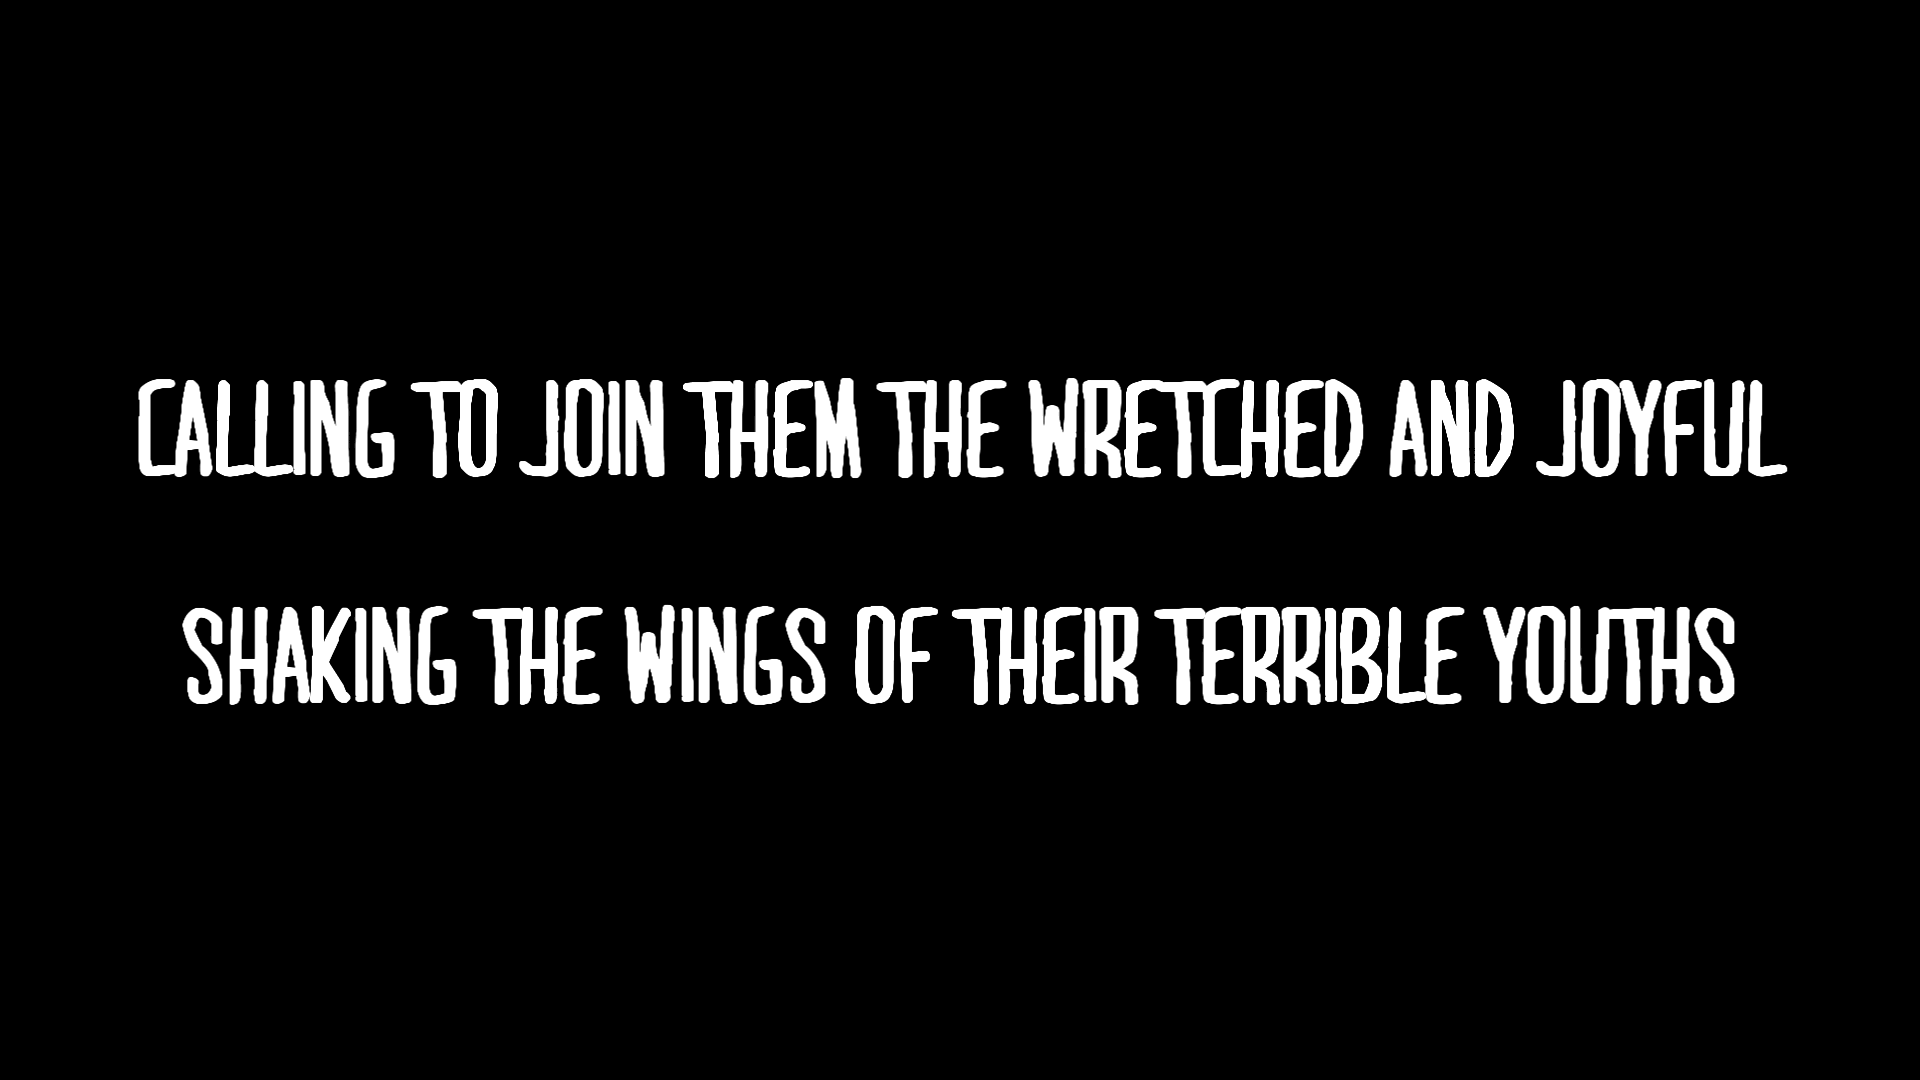 CALLING TO JOIN THEM THE WRETCHED AND JOYFUL
SHAKING THE WINGS OF THEIR TERRIBLE YOUTHS